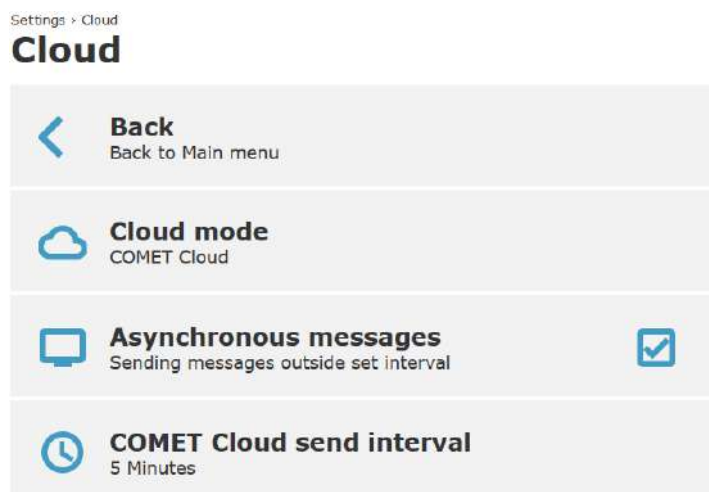 Settings › Cloud
Cloud
Back
Back to Main menu
Cloud mode
COMET Cloud
Asynchronous messages
Sending messages outside set interval
COMET Cloud send interval
5 Minutes